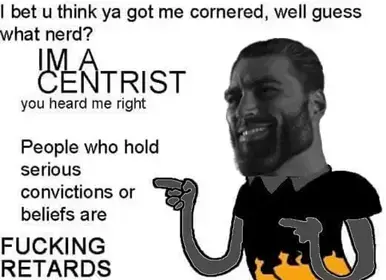 I bet u think ya got me cornered, well guess
what nerd?
IM A
CENTRIST
you heard me right
People who hold
serious
convictions or
beliefs are
FUCKING
RETARDS